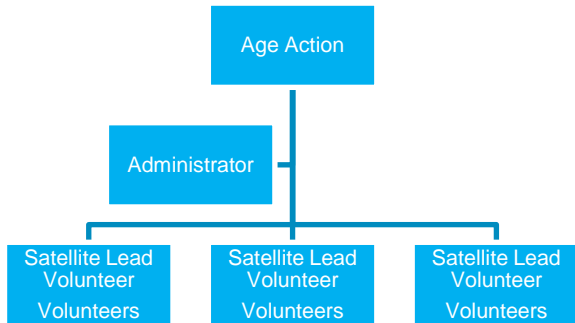 Age Action
Administrator
Satellite Lead
Volunteer
Volunteers
Satellite Lead
Volunteer
Volunteers
Satellite Lead
Volunteer
Volunteers